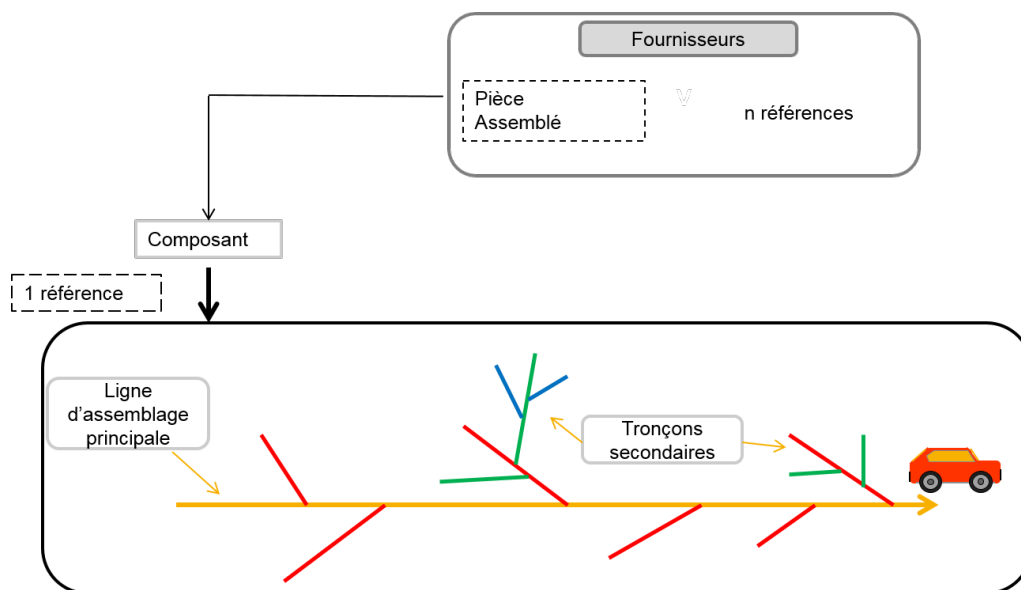 Fournisseurs
Pièce
Assemblé
V
n références
Composant
1 référence
Ligne
d'assemblage
principale
Tronçons
secondaires